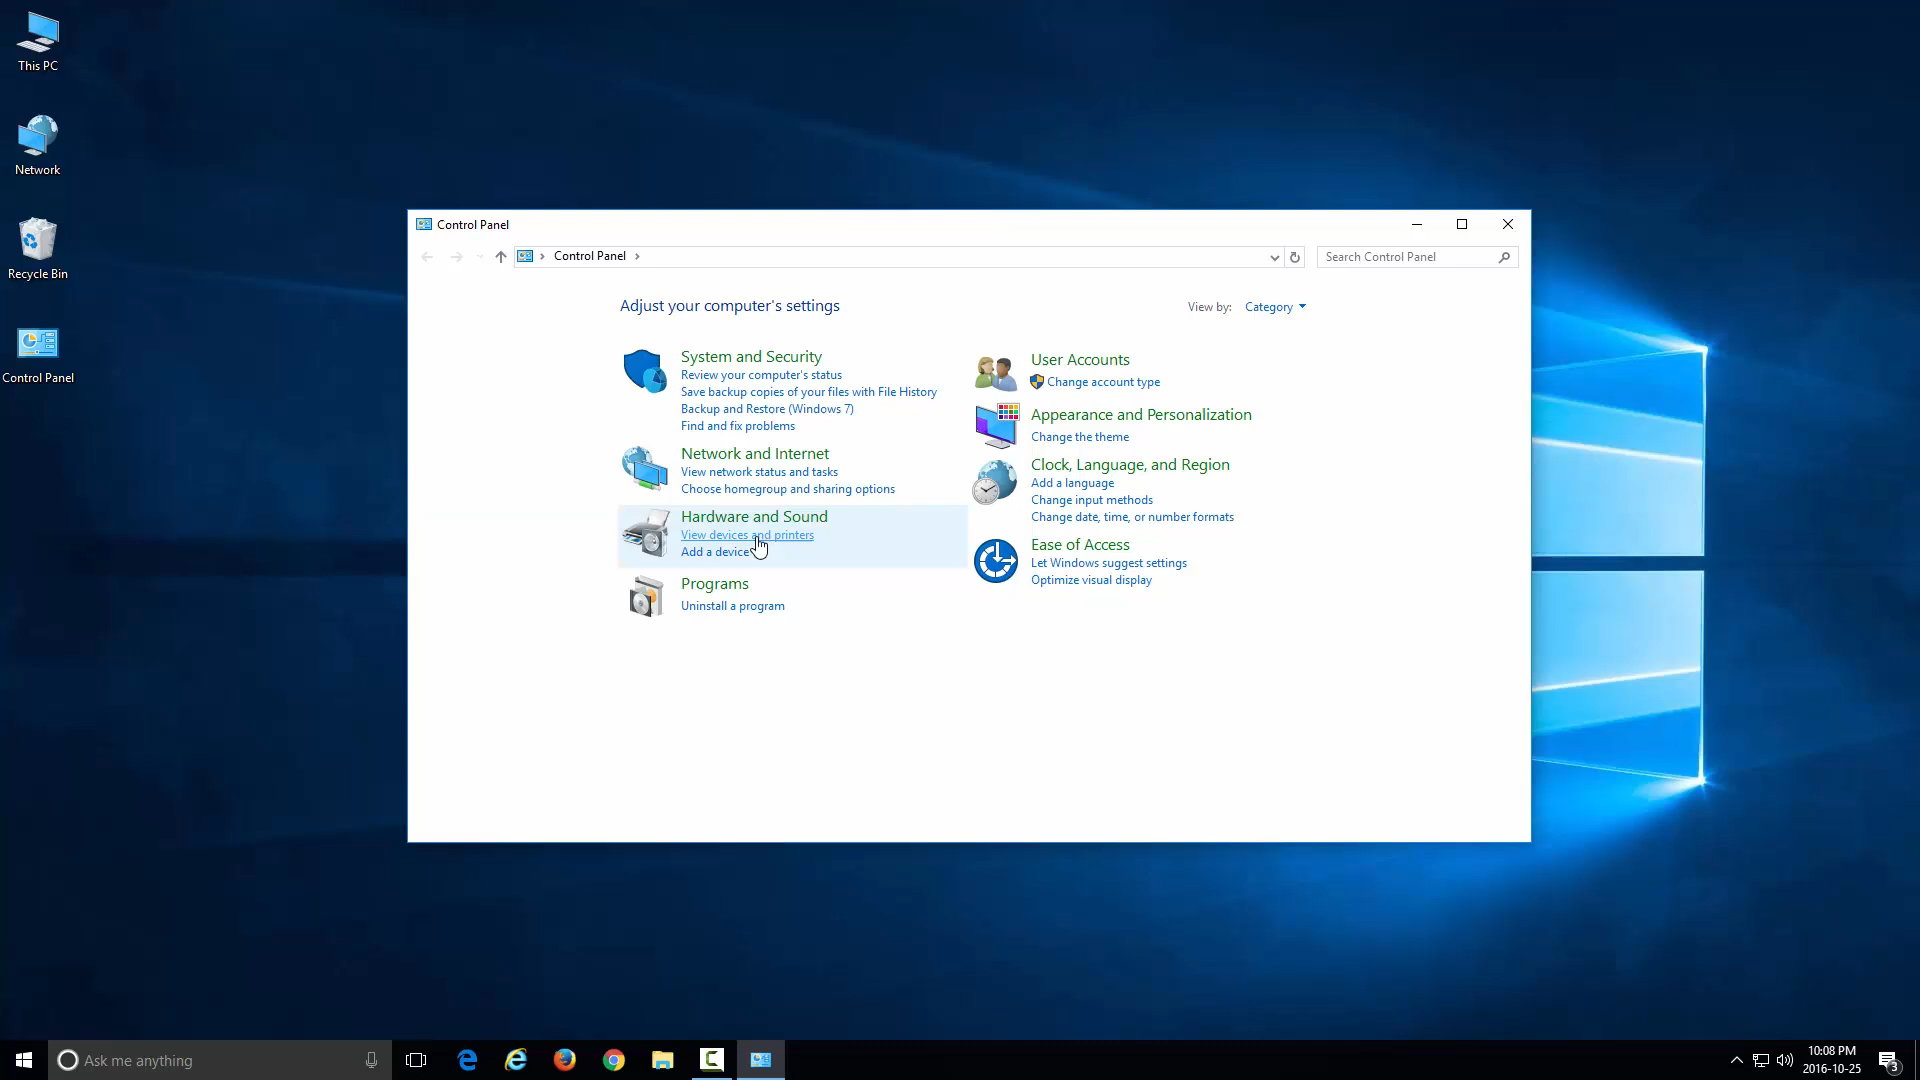 This PC
Network
Recycle Bin
Control Panel
Control Panel
Control Panel
Search Control Panel
Adjust your computer's settings
View by: Category
System and Security
Review your computer's status
Save backup copies of your files with File History
Backup and Restore (Windows 7)
Find and fix problems
Network and Internet
View network status and tasks
Choose homegroup and sharing options
Hardware and Sound
View devices and printers
Add a device
Programs
Uninstall a program
User Accounts
Change account type
Appearance and Personalization
Change the theme
Clock, Language, and Region
Add a language
Change input methods
Change date, time, or number formats
Ease of Access
Let Windows suggest settings
Optimize visual display
Ask me anything
10:08 PM
2016-10-25
3